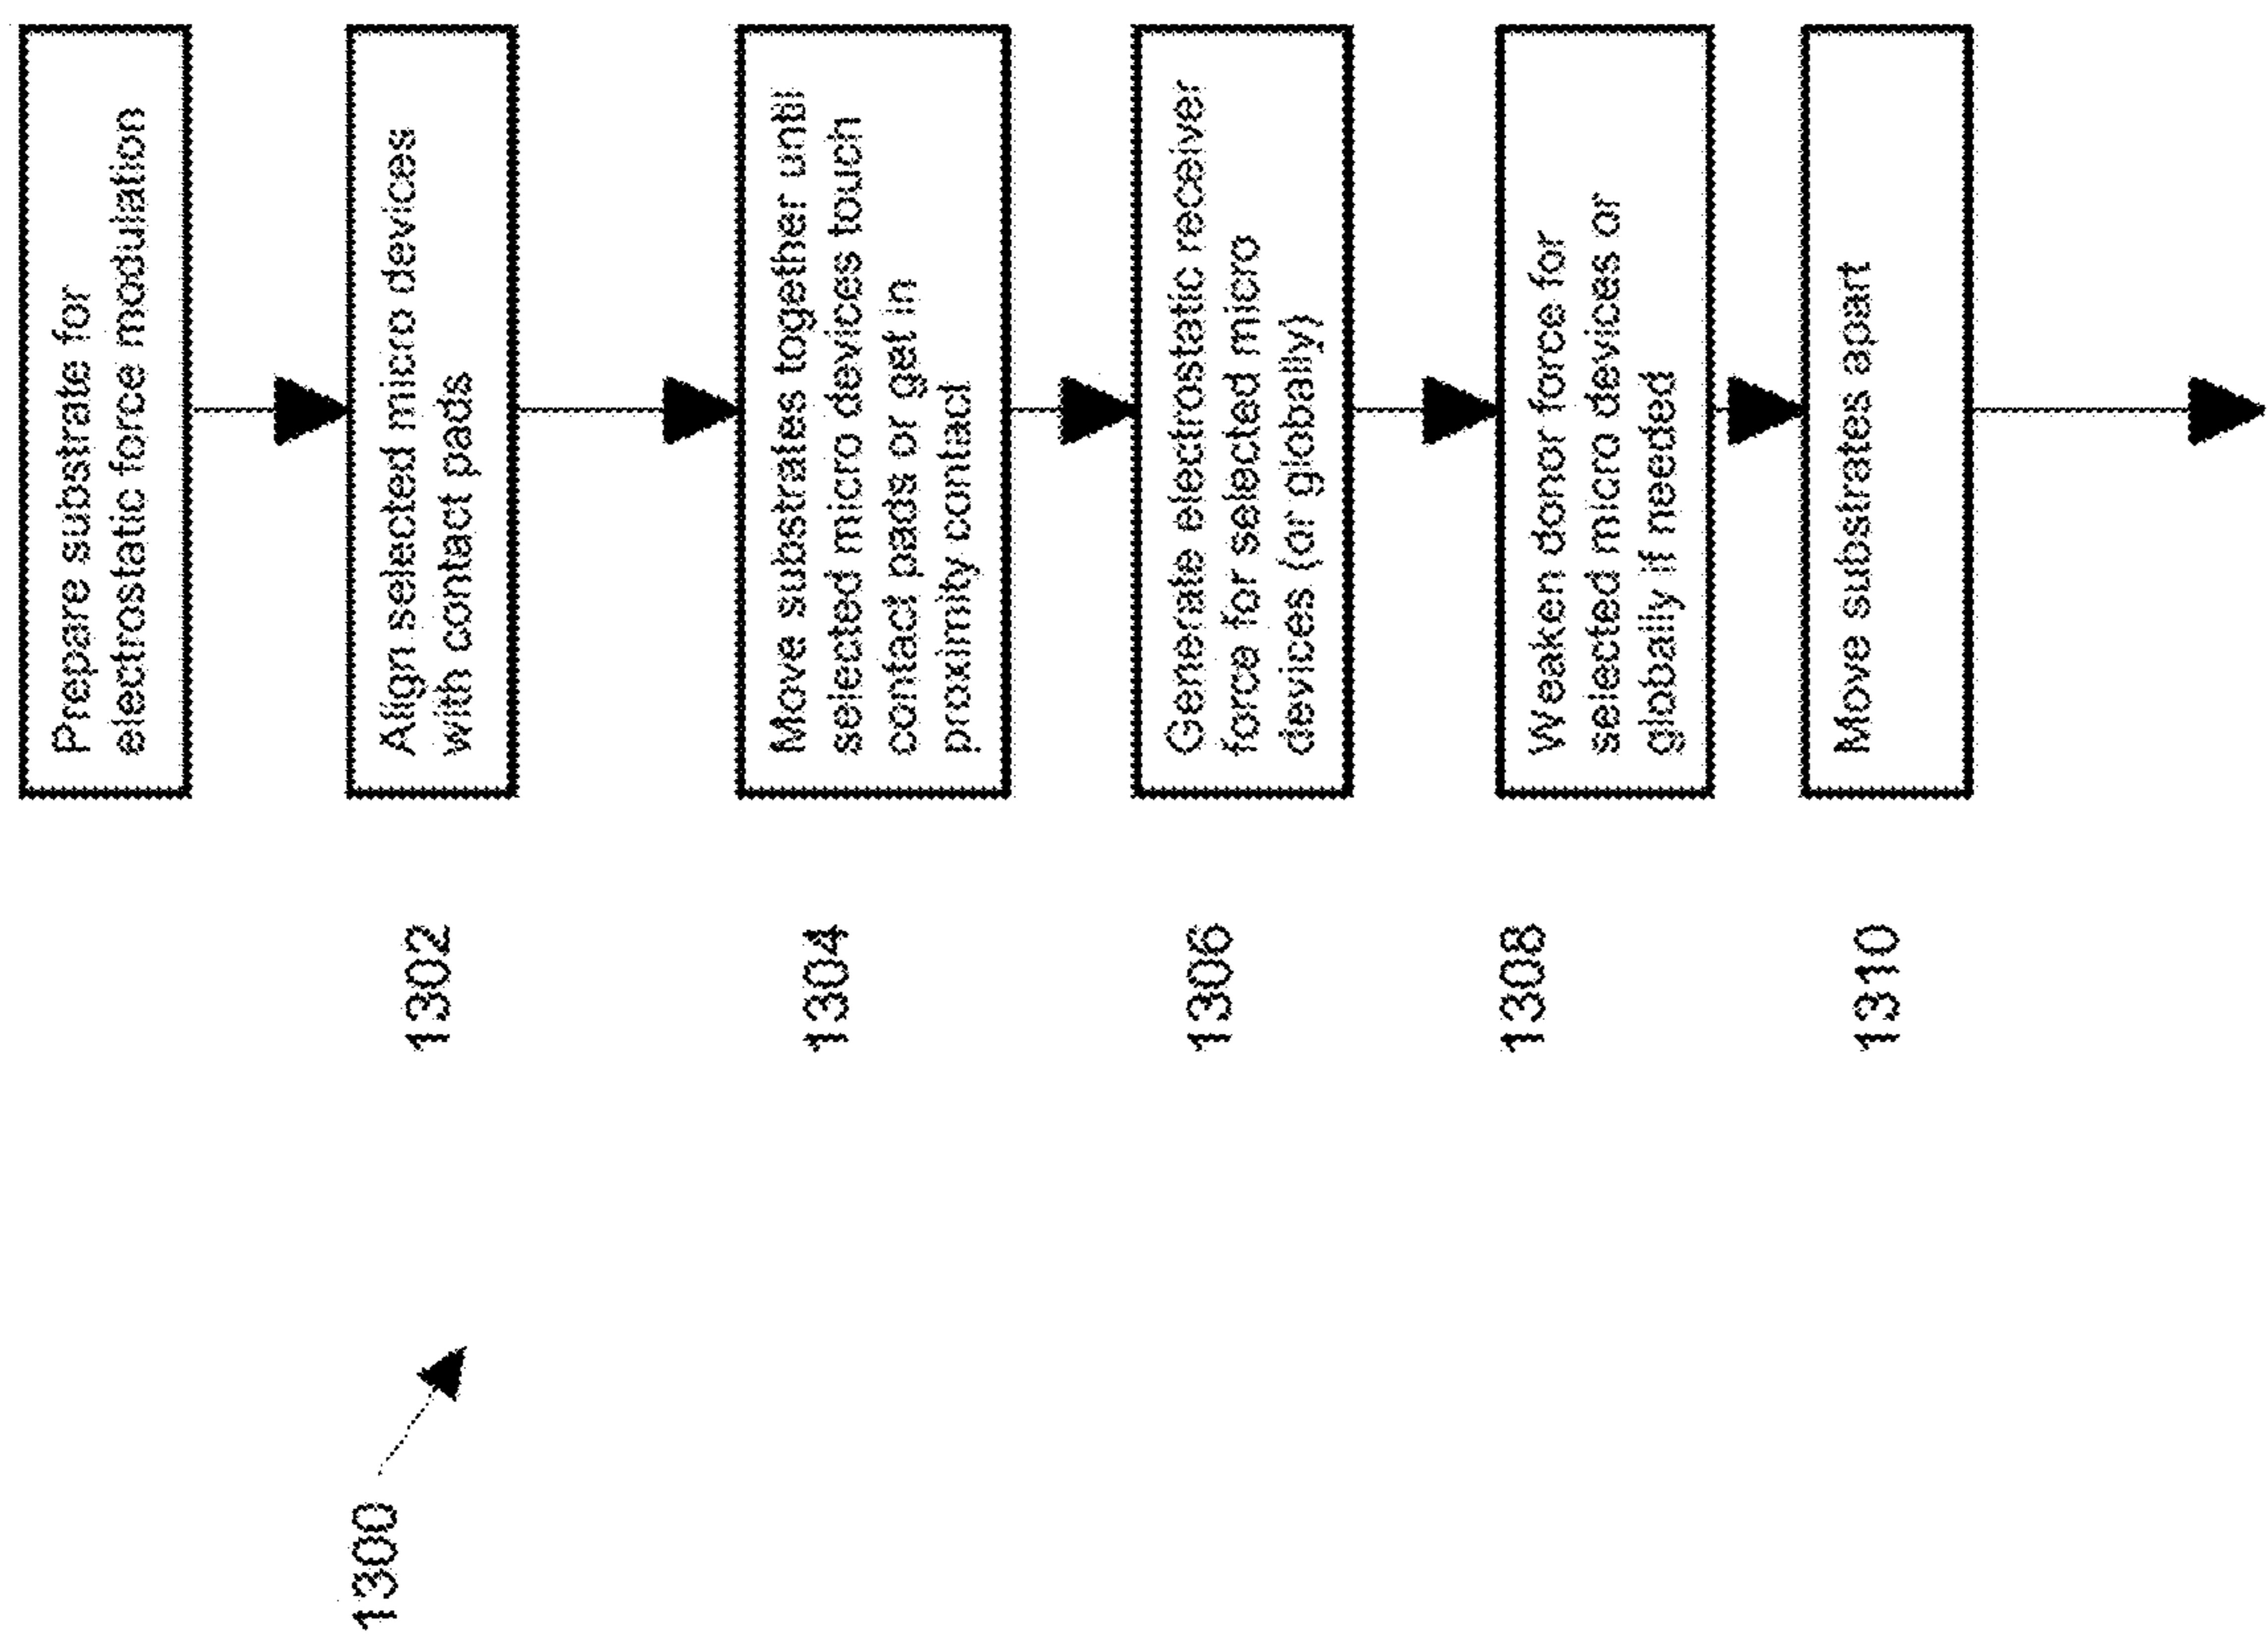 1300
Prepare substrate for
electrostatic force modulation
1302
Align selected micro devices
with contact pads
1304
Move substrates together until
selected micro devices touch
contact pads or get in
proximity contact
1306
Generate electrostatic receiver
force for selected micro
devices (or globally)
1308
Weaken donor force for
selected micro devices or
globally if needed
1310
Move substrates apart